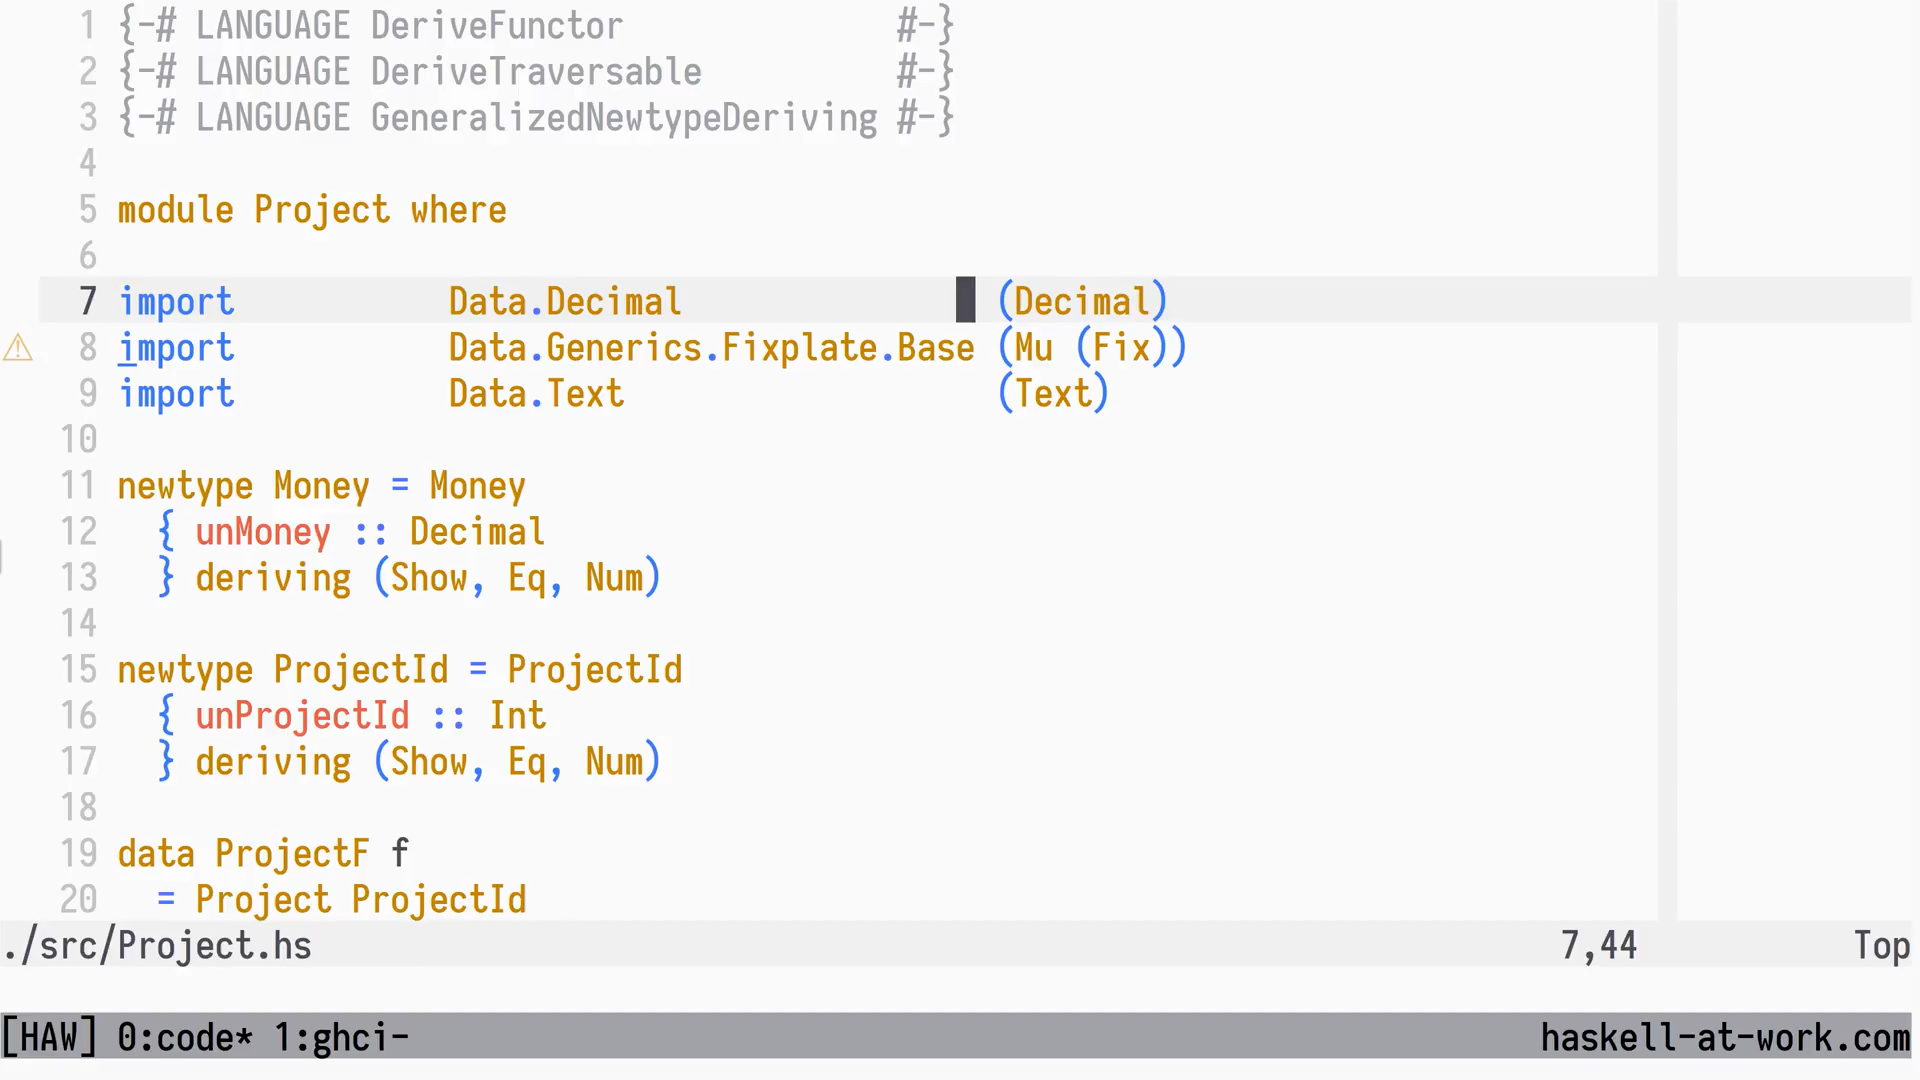 1 {-# LANGUAGE DeriveFunctor              #-}
2 {-# LANGUAGE DeriveTraversable          #-}
3 {-# LANGUAGE GeneralizedNewtypeDeriving #-}
4
5 module Project where
6
7 import           Data.Decimal                (Decimal)
8 import           Data.Generics.Fixplate.Base (Mu (Fix))
9 import           Data.Text                   (Text)
10
11 newtype Money = Money
12   { unMoney :: Decimal
13   } deriving (Show, Eq, Num)
14
15 newtype ProjectId = ProjectId
16   { unProjectId :: Int
17   } deriving (Show, Eq, Num)
18
19 data ProjectF f
20   = Project ProjectId
./src/Project.hs 7,44 Top
[HAW] 0:code* 1:ghci- haskell-at-work.com